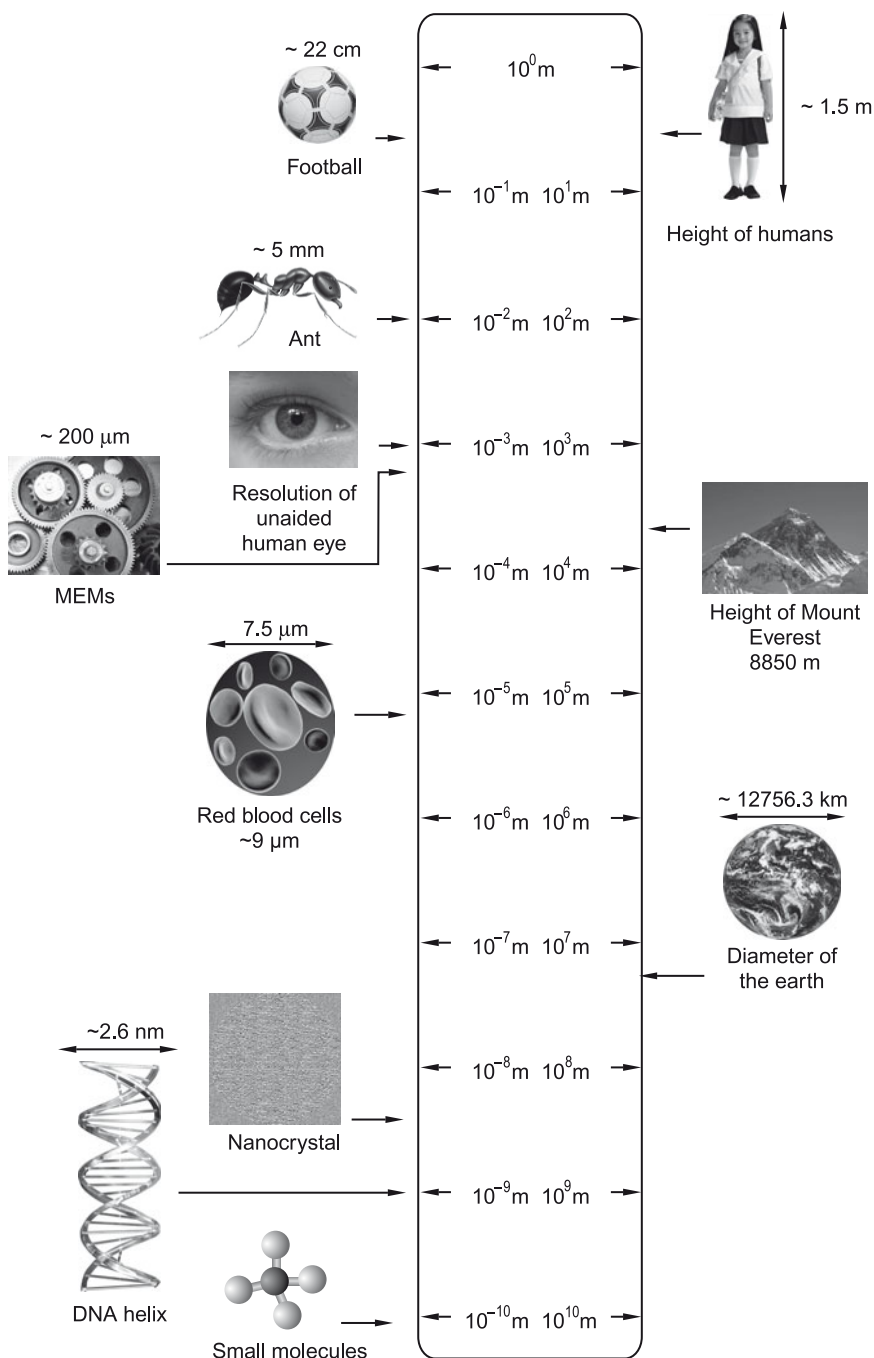 ~ 22 cm
Football
10⁰m
~ 1.5 m
Height of humans
10⁻¹m 10¹m
~ 5 mm
Ant
10⁻²m 10²m
Resolution of
unaided
human eye
10⁻³m 10³m
~ 200 µm
MEMs
10⁻⁴m 10⁴m
Height of Mount
Everest
8850 m
7.5 µm
Red blood cells
~9 µm
10⁻⁵m 10⁵m
10⁻⁶m 10⁶m
~ 12756.3 km
Diameter of
the earth
10⁻⁷m 10⁷m
~2.6 nm
DNA helix
Nanocrystal
10⁻⁸m 10⁸m
10⁻⁹m 10⁹m
Small molecules
10⁻¹⁰m 10¹⁰m